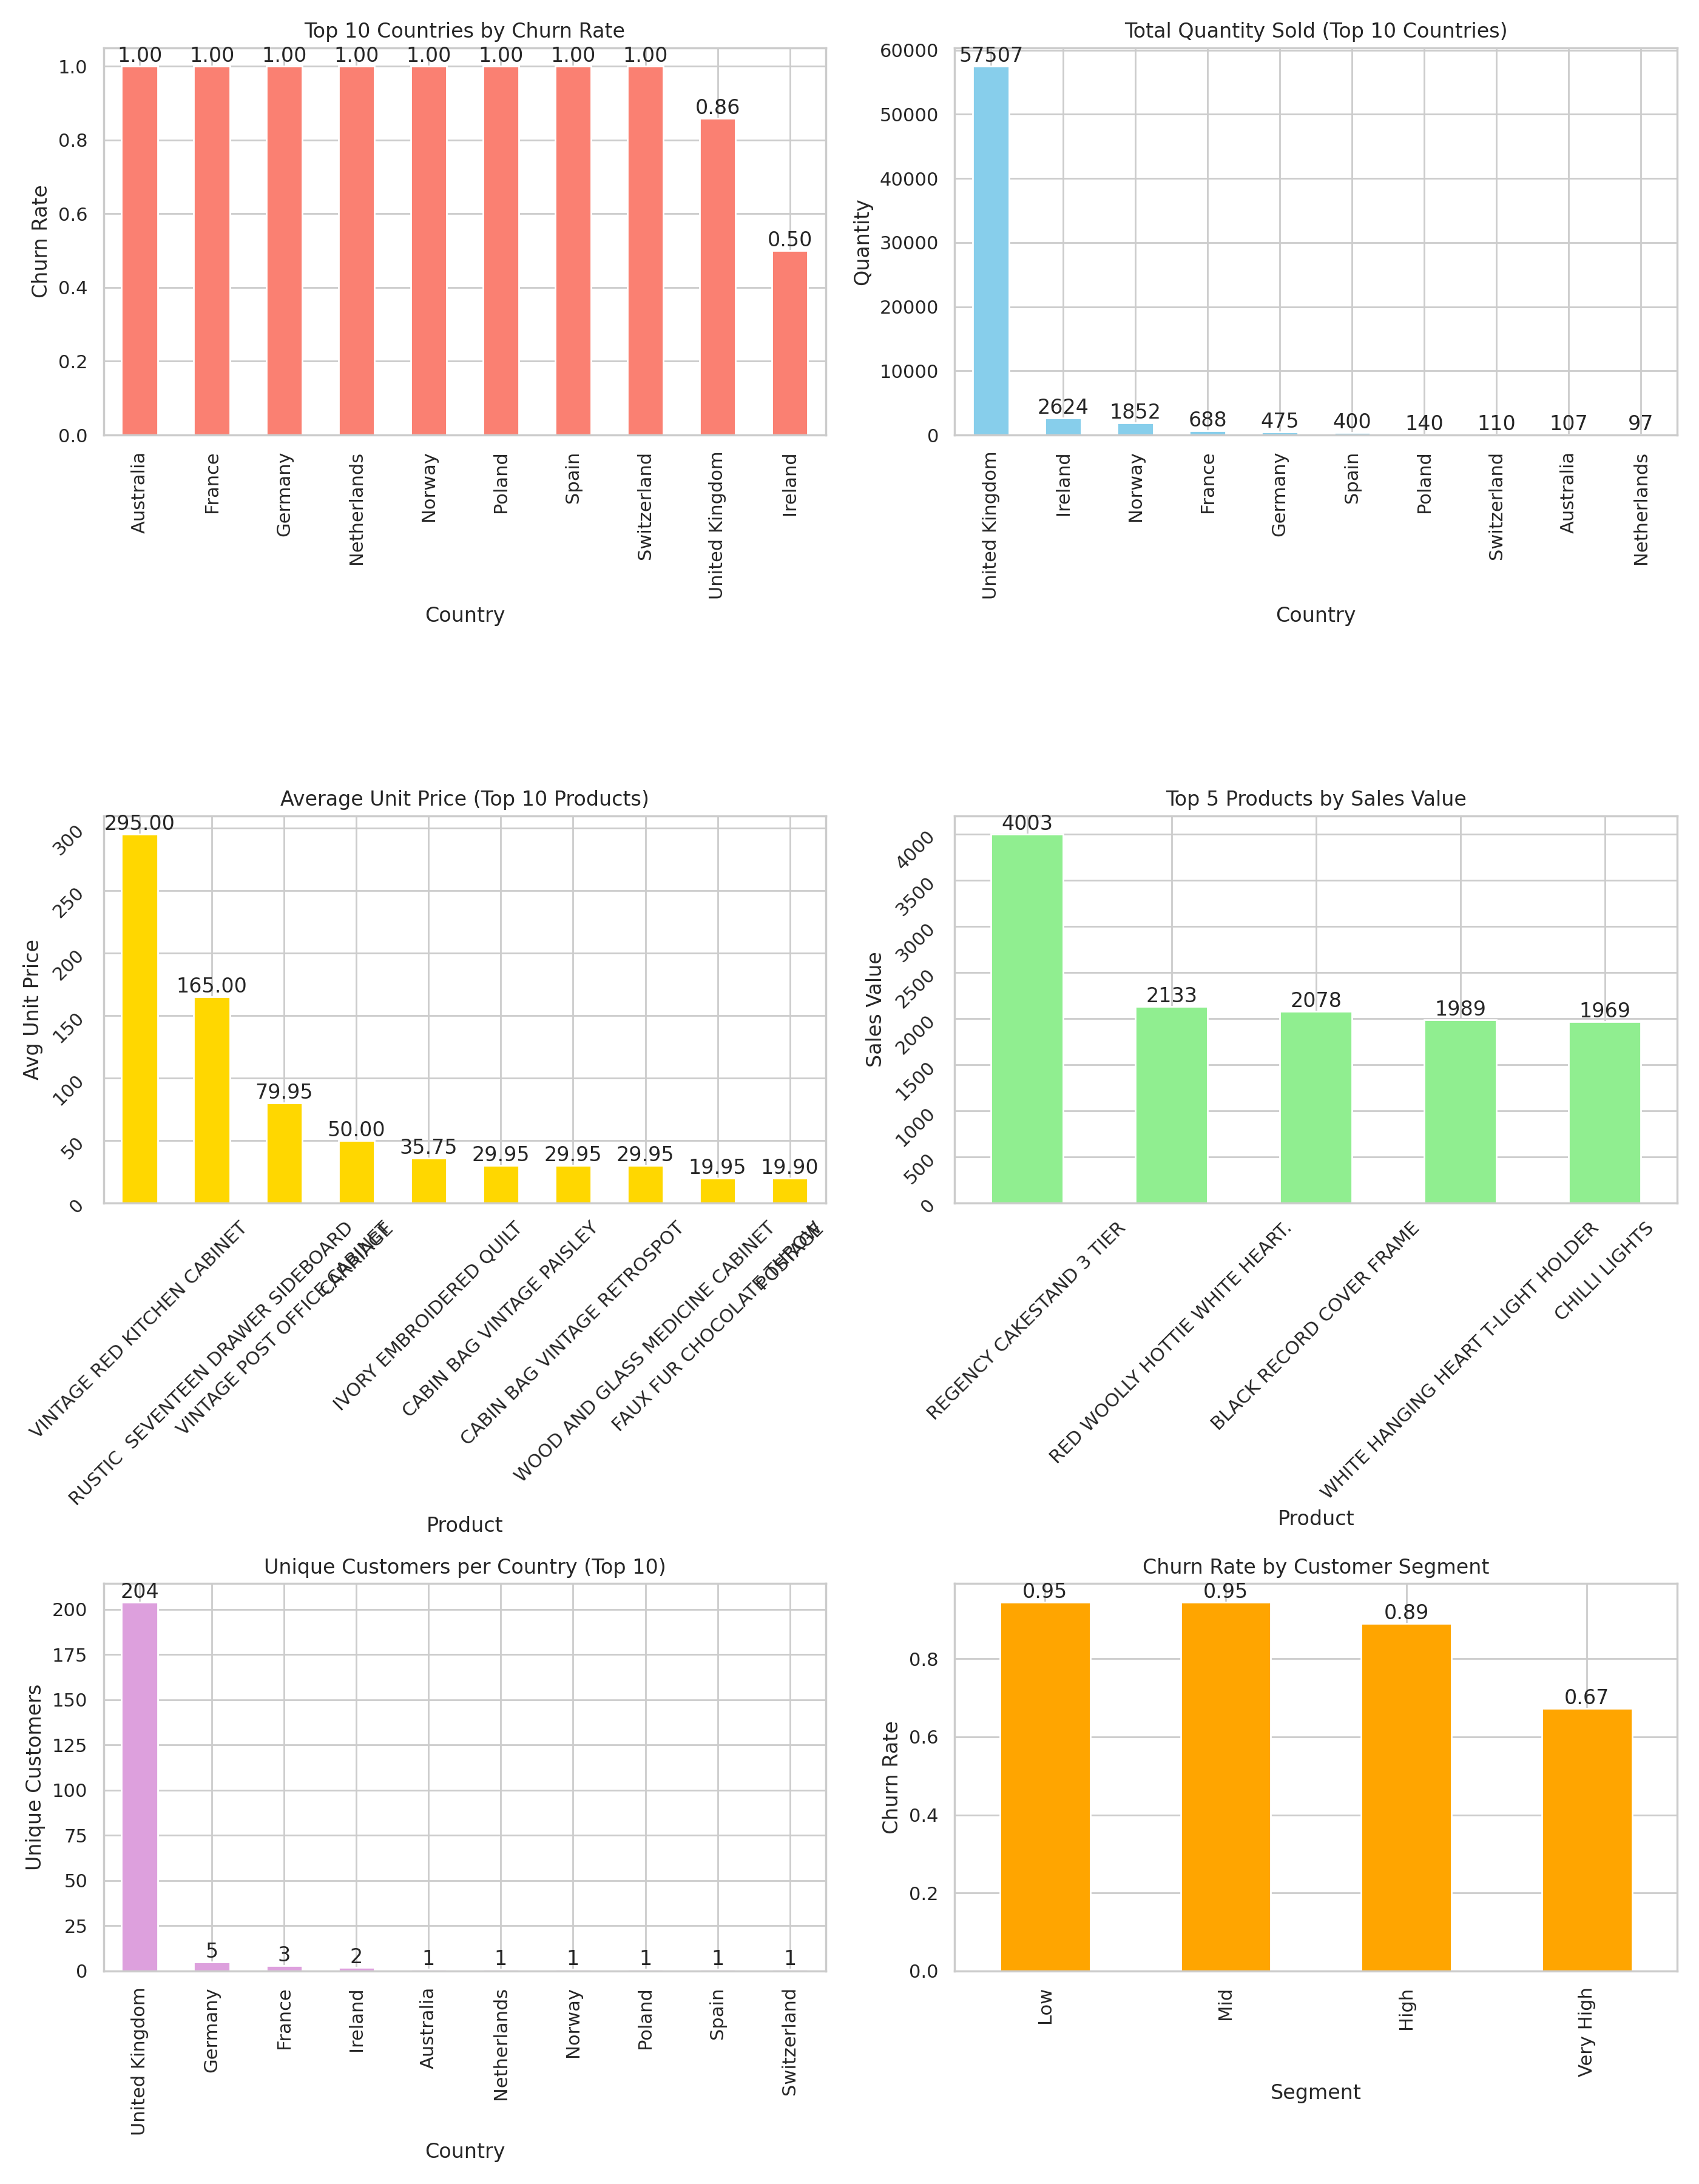 Top 10 Countries by Churn Rate
1.00 1.00 1.00 1.00 1.00 1.00 1.00 1.00 0.86 0.50
1.0
0.8
0.6
0.4
0.2
0.0
Churn Rate
Australia
France
Germany
Netherlands
Norway
Poland
Spain
Switzerland
United Kingdom
Ireland
Country
Total Quantity Sold (Top 10 Countries)
57507 2624 1852 688 475 400 140 110 107 97
60000
50000
40000
30000
20000
10000
0
Quantity
United Kingdom
Ireland
Norway
France
Germany
Spain
Poland
Switzerland
Australia
Netherlands
Country
Average Unit Price (Top 10 Products)
295.00 165.00 79.95 50.00 35.75 29.95 29.95 29.95 19.95 19.90
300
250
200
150
100
50
0
Avg Unit Price
VINTAGE RED KITCHEN CABINET
RUSTIC  SEVENTEEN DRAWER SIDEBOARD
VINTAGE POST OFFICE CABINET
CARRIAGE
IVORY EMBROIDERED QUILT
CABIN BAG VINTAGE PAISLEY
CABIN BAG VINTAGE RETROSPOT
WOOD AND GLASS MEDICINE CABINET
FAUX FUR CHOCOLATE THROW
POSTAGE
Product
Top 5 Products by Sales Value
4003 2133 2078 1989 1969
4000
3500
3000
2500
2000
1500
1000
500
0
Sales Value
REGENCY CAKESTAND 3 TIER
RED WOOLLY HOTTIE WHITE HEART.
BLACK RECORD COVER FRAME
WHITE HANGING HEART T-LIGHT HOLDER
CHILLI LIGHTS
Product
Unique Customers per Country (Top 10)
204 5 3 2 1 1 1 1 1 1
200
175
150
125
100
75
50
25
0
Unique Customers
United Kingdom
Germany
France
Ireland
Australia
Netherlands
Norway
Poland
Spain
Switzerland
Country
Churn Rate by Customer Segment
0.95 0.95 0.89 0.67
0.8
0.6
0.4
0.2
0.0
Churn Rate
Low
Mid
High
Very High
Segment